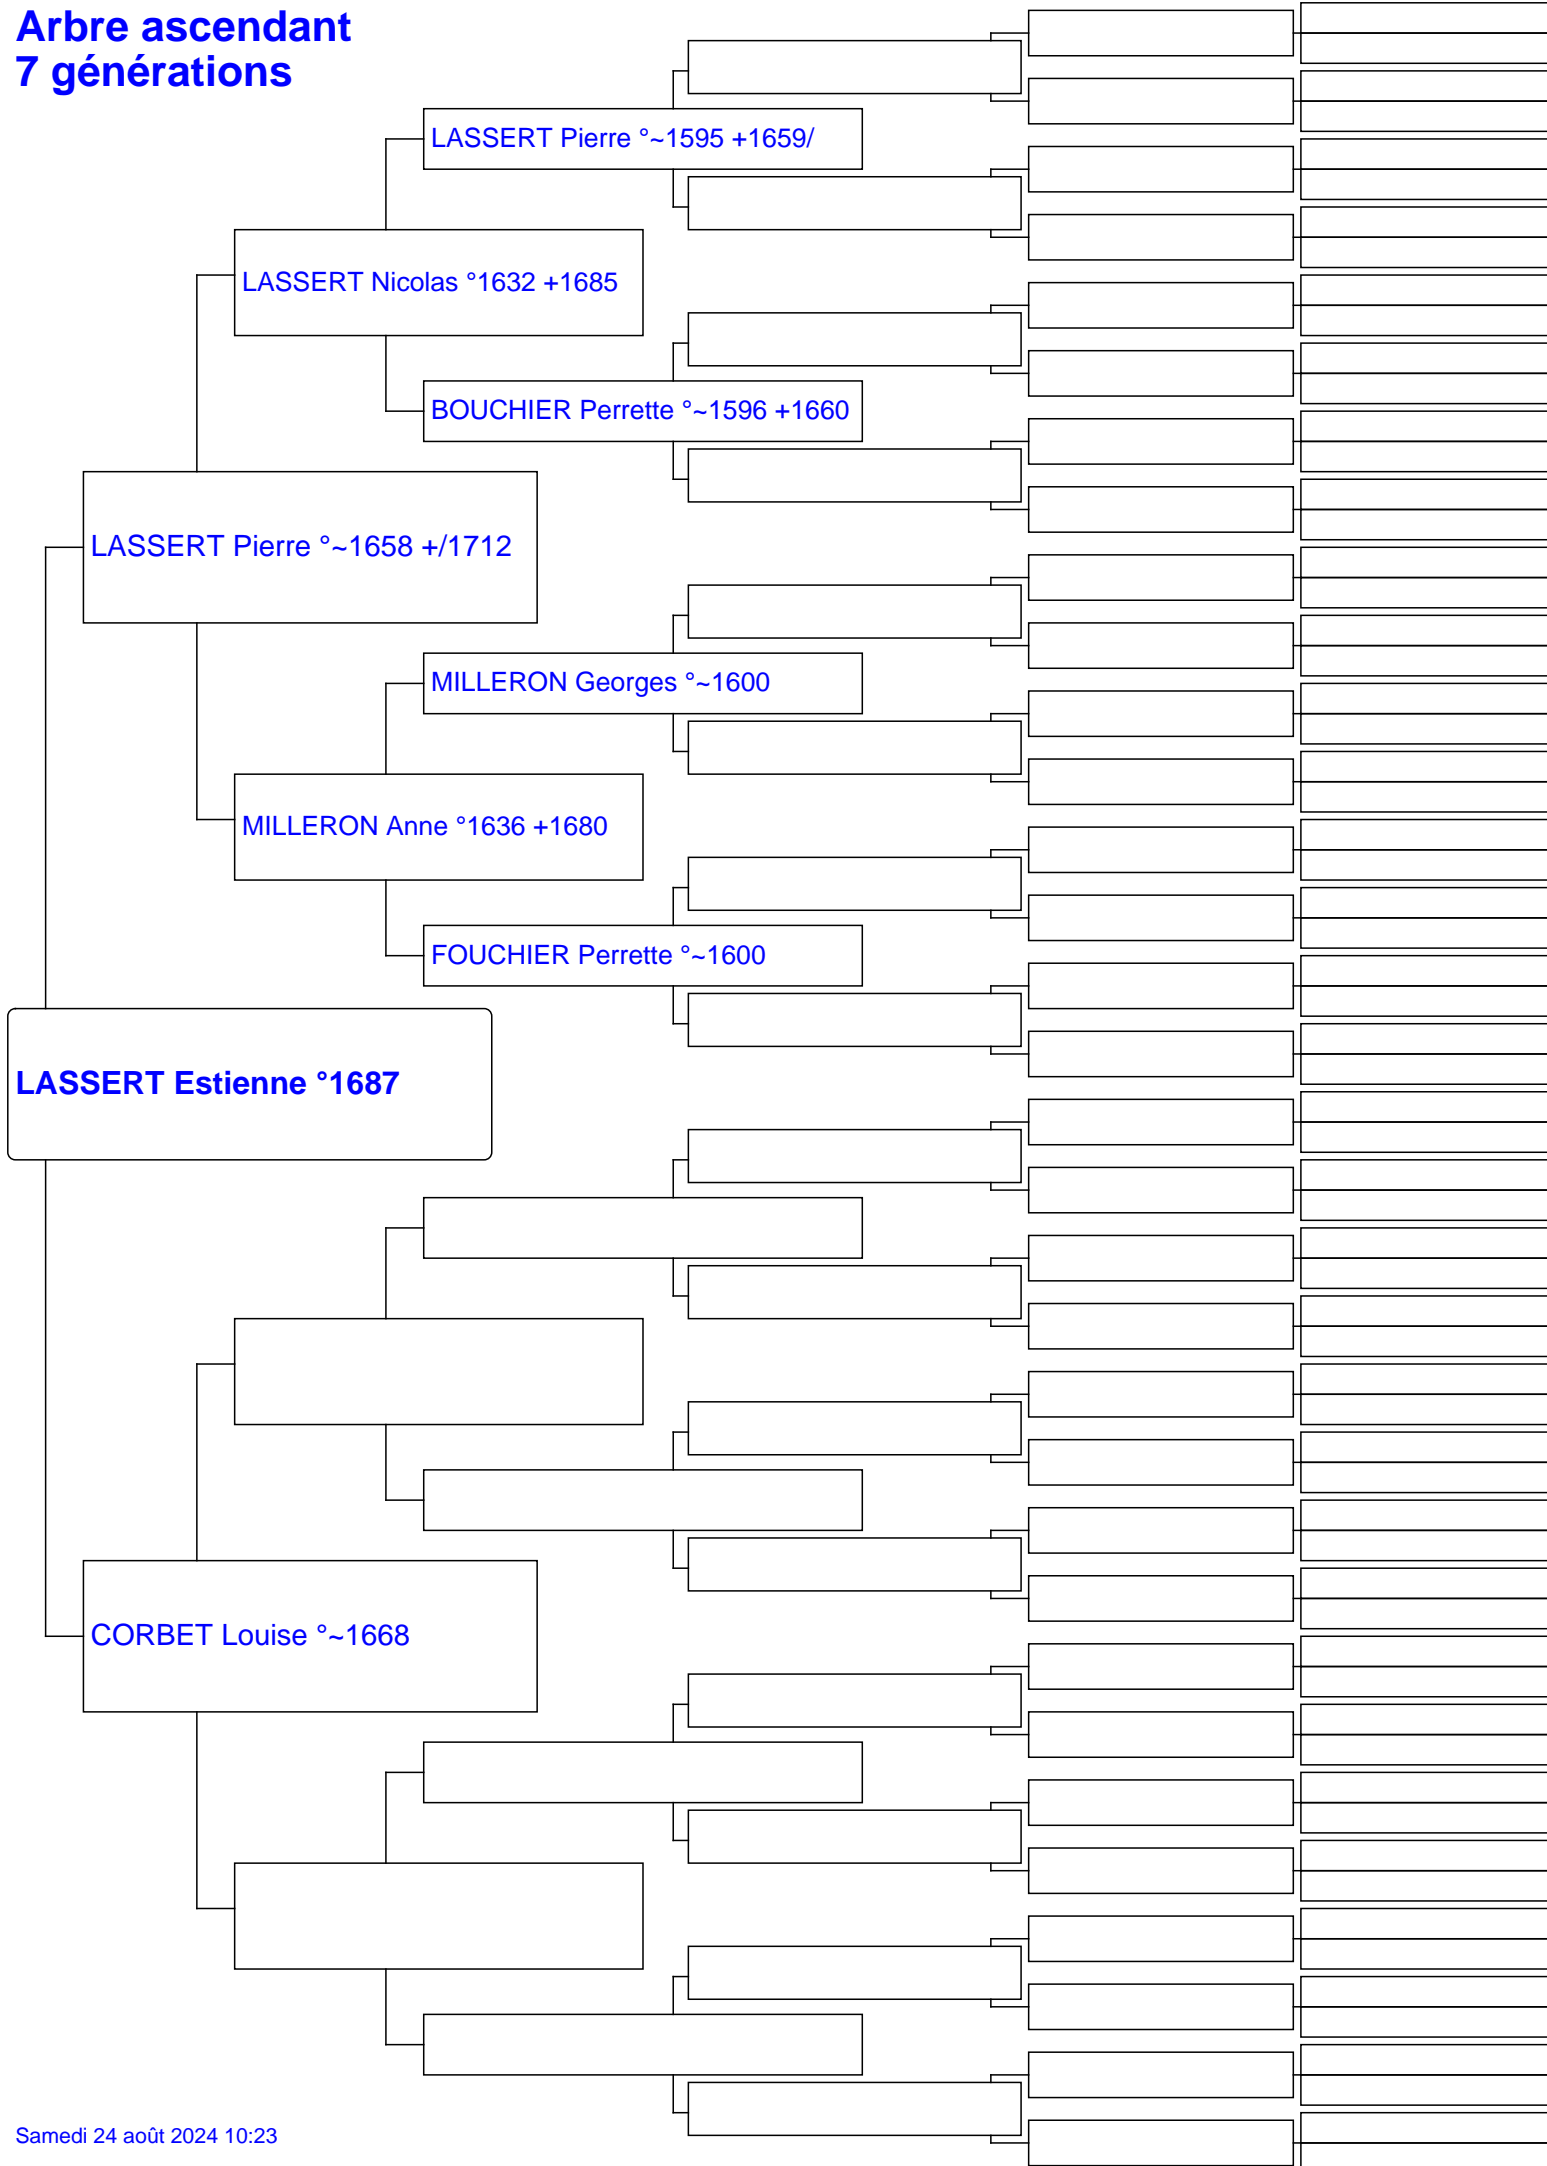 Arbre ascendant
7 générations
LASSERT Pierre °~1595 +1659/
LASSERT Nicolas °1632 +1685
BOUCHIER Perrette °~1596 +1660
LASSERT Pierre °~1658 +/1712
MILLERON Georges °~1600
MILLERON Anne °1636 +1680
FOUCHIER Perrette °~1600
LASSERT Estienne °1687
CORBET Louise °~1668
Samedi 24 août 2024 10:23